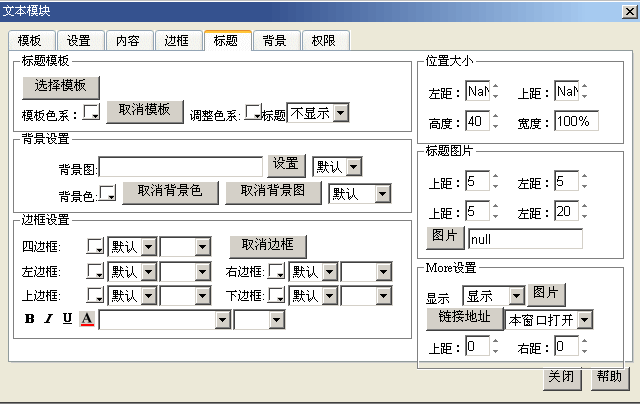 文本模块
模板 设置 内容 边框 标题 背景 权限
标题模板
选择模板
模板色系： 取消模板 调整色系: 标题 不显示
背景设置
背景图: 设置 默认
背景色: 取消背景色 取消背景图 默认
边框设置
四边框: 默认 取消边框
左边框: 默认 右边框: 默认
上边框: 默认 下边框: 默认
B I U A
位置大小
左距： NaN 上距： NaN
高度： 40 宽度： 100%
标题图片
上距： 5 左距： 5
上距： 5 左距： 20
图片 null
More设置
显示 显示 图片
链接地址 本窗口打开
上距： 0 右距： 0
关闭 帮助